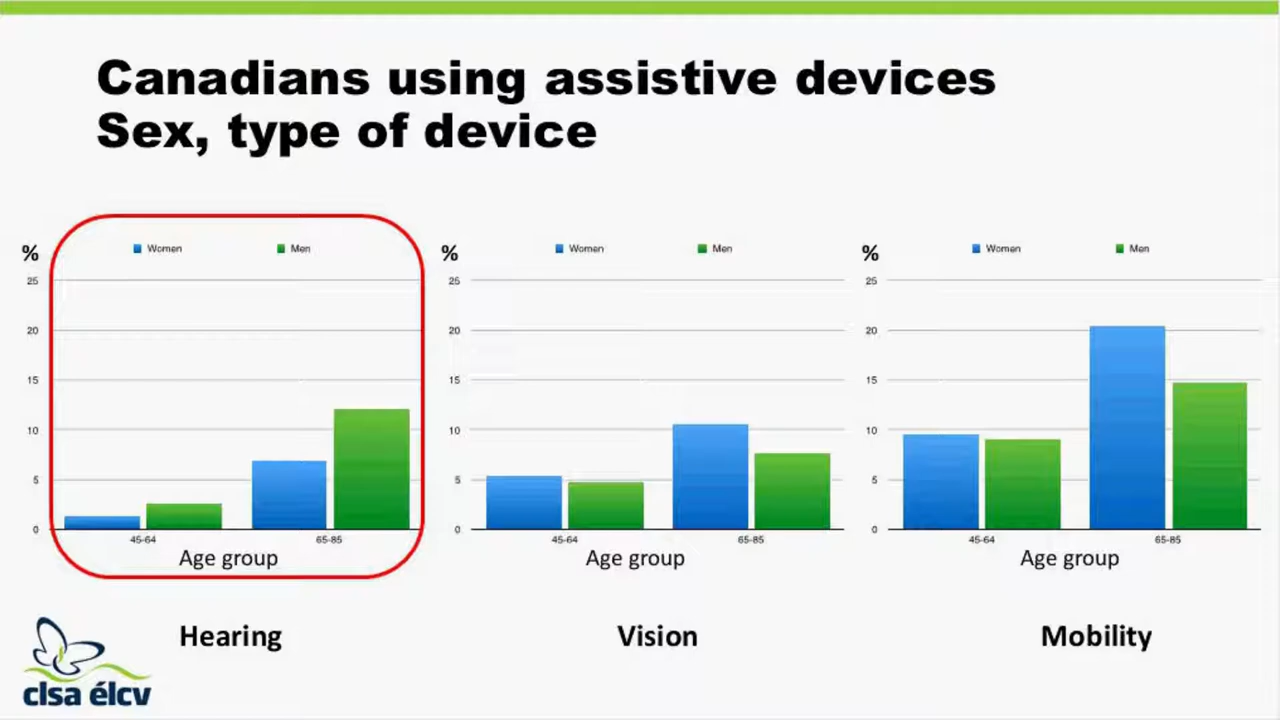 Canadians using assistive devices
Sex, type of device
%
Women
Men
25
20
15
10
5
0
45-64
65-85
Age group
Hearing
%
Women
Men
25
20
15
10
5
0
45-64
65-85
Age group
Vision
%
Women
Men
25
20
15
10
5
0
45-64
65-85
Age group
Mobility
clsa élcv